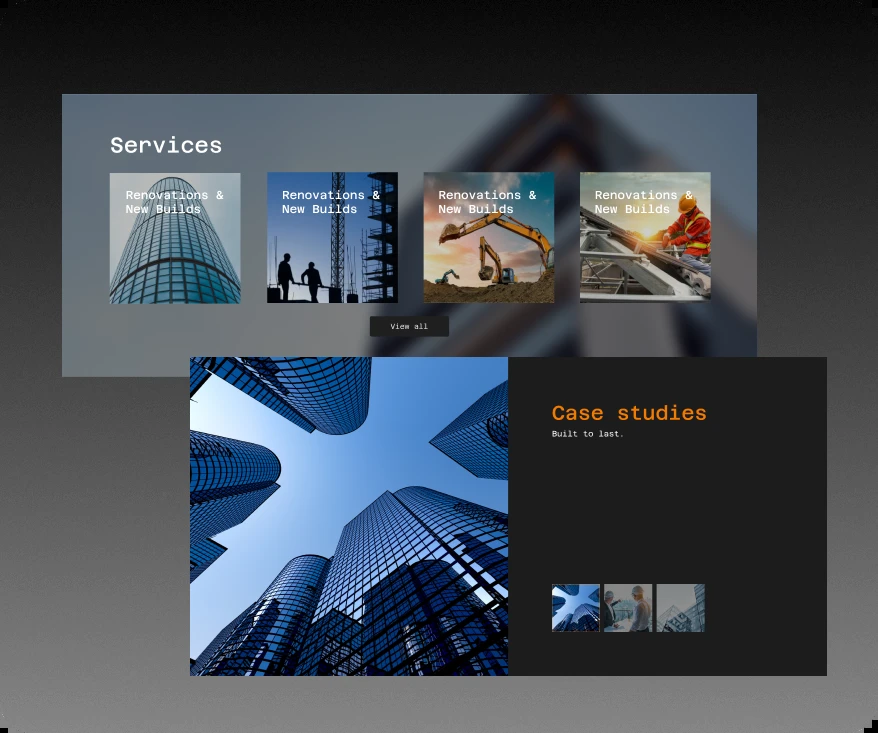 Services
Renovations &
New Builds
Renovations &
New Builds
Renovations &
New Builds
Renovations &
New Builds
View all
Case studies
Built to last.